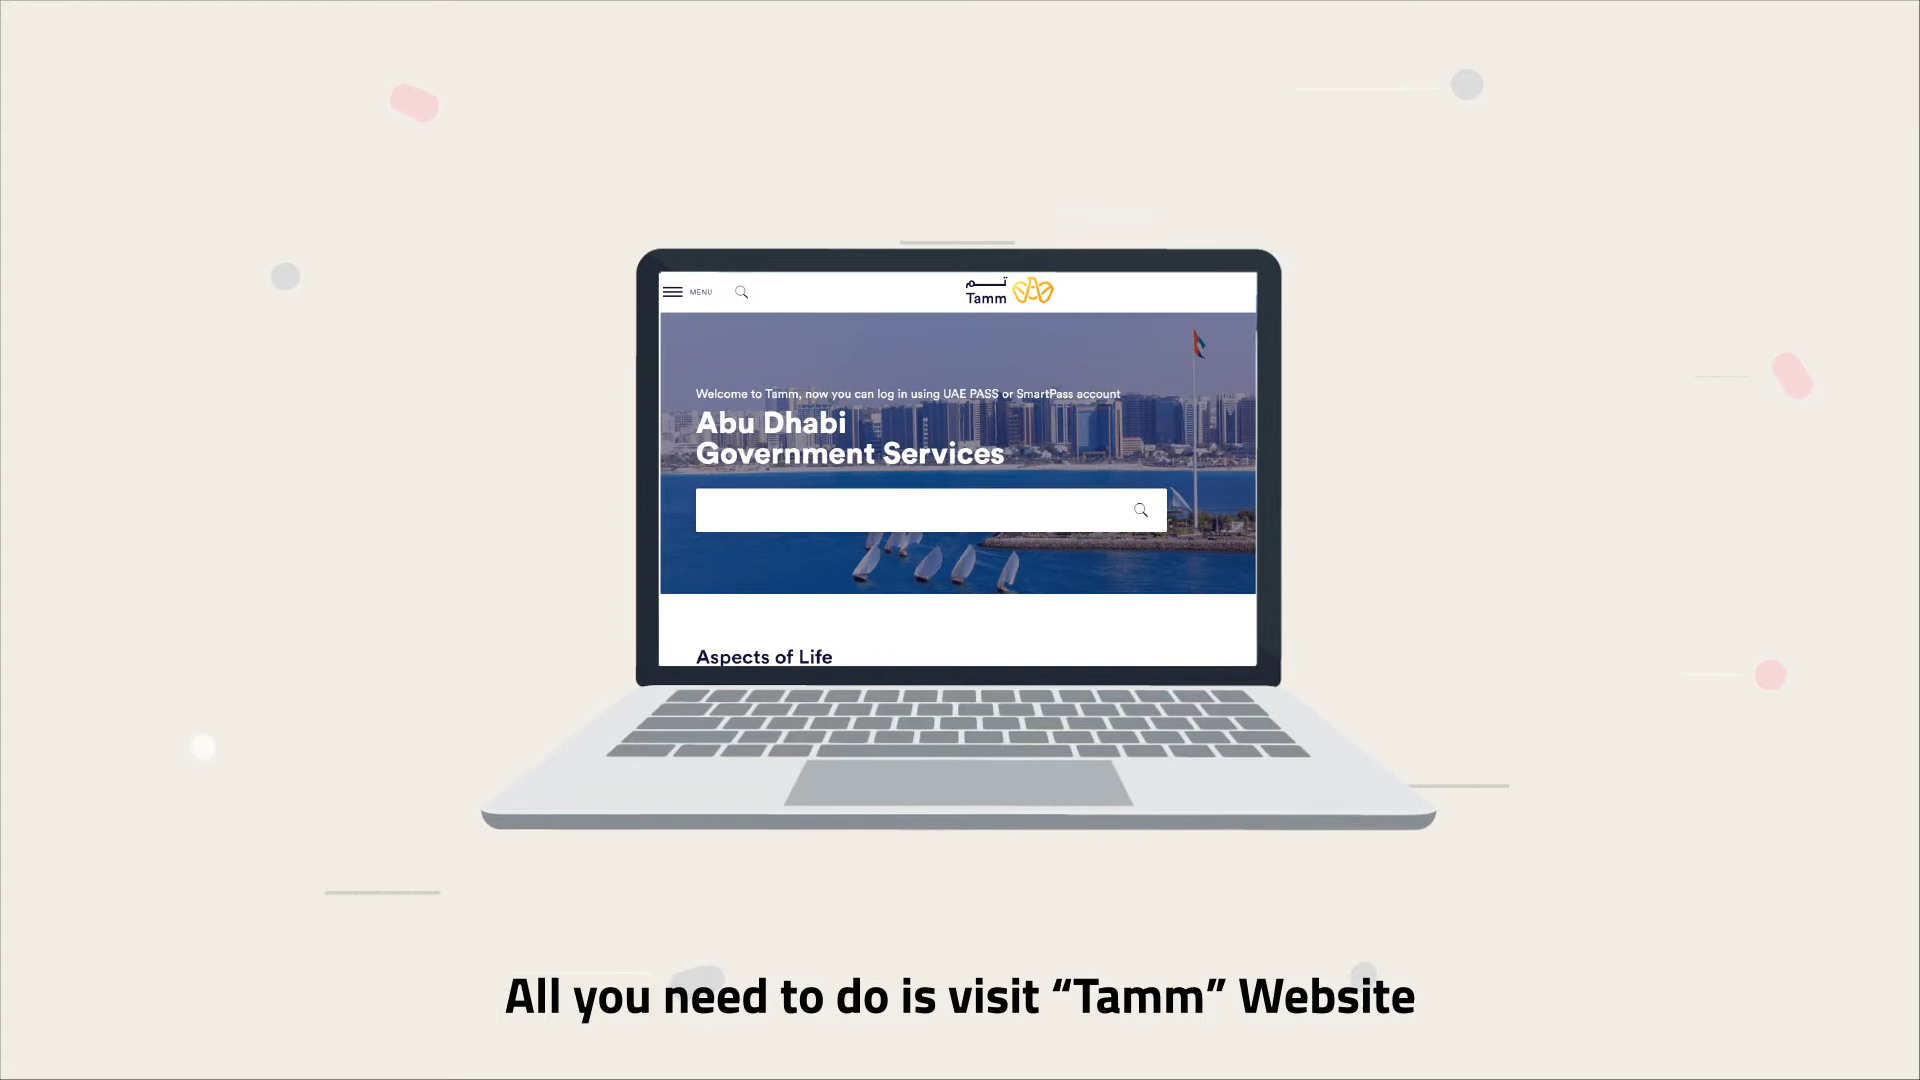 MENU
تـــم
Tamm
Welcome to Tamm, now you can log in using UAE PASS or SmartPass account
Abu Dhabi
Government Services
Aspects of Life
All you need to do is visit “Tamm” Website